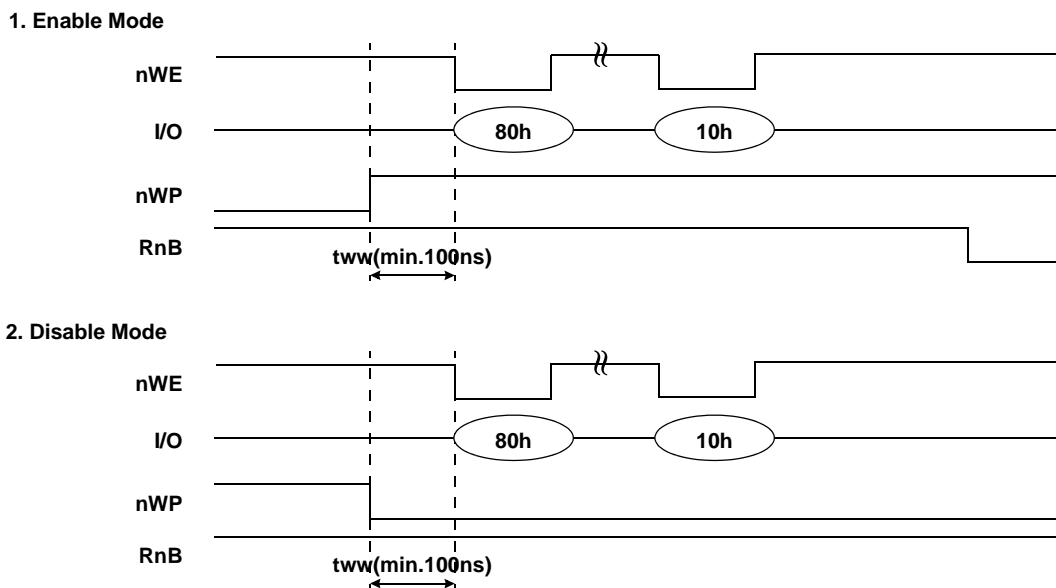 1. Enable Mode
nWE
I/O
80h
10h
nWP
RnB
tww(min.100ns)
2. Disable Mode
nWE
I/O
80h
10h
nWP
RnB
tww(min.100ns)